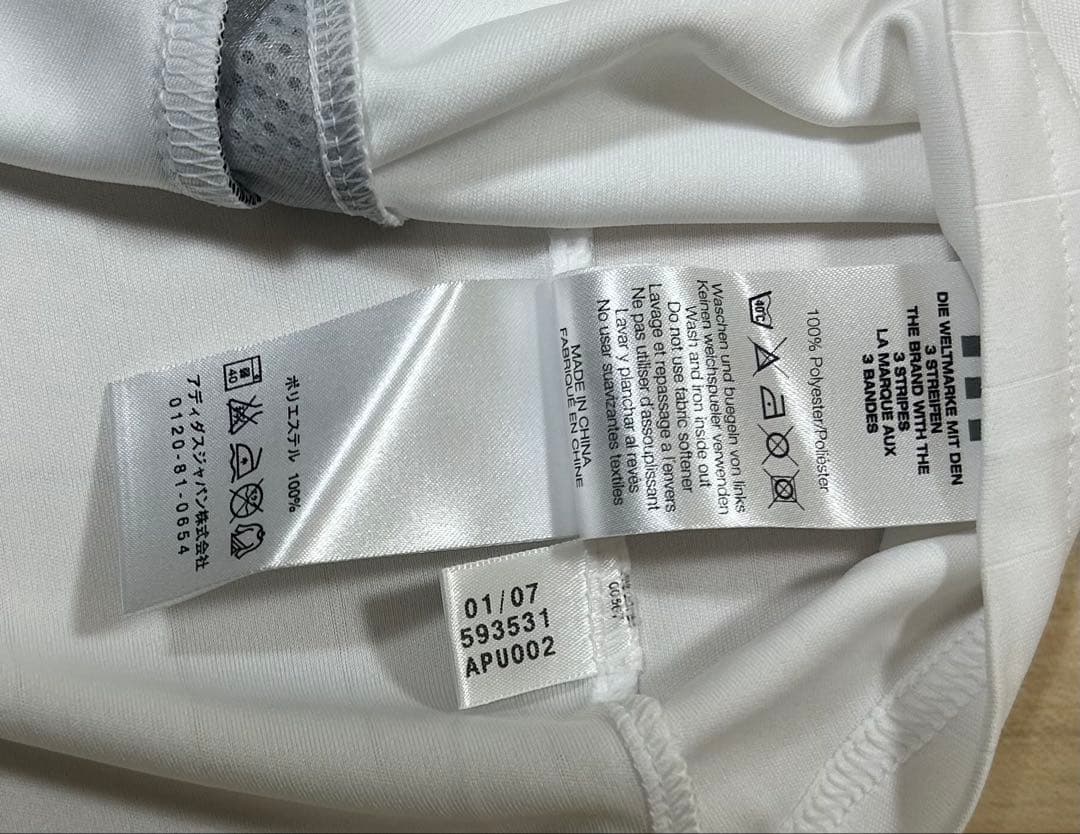 DIE WELTMARKE MIT DEN
3 STREIFEN
THE BRAND WITH THE
3 STRIPES
LA MARQUE AUX
3 BANDES
100% Polyester/Poliéster
40°C
Waschen und buegeln von links
Keinen weichspueler verwenden
Wash and iron inside out
Do not use fabric softener
Lavage et repassage a l'envers
Ne pas utiliser d'assouplissant
Lavar y planchar al revés
No usar suavizantes textiles
MADE IN CHINA
FABRIQUÉ EN CHINE
ポリエステル 100%
40
アディダスジャパン株式会社
0120-81-0654
01/07
593531
APU002